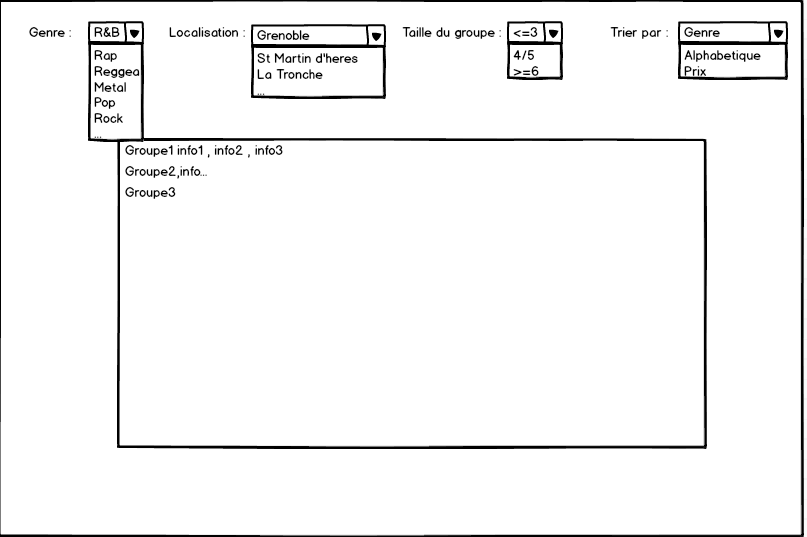 Genre : R&B Localisation : Grenoble Taille du groupe : <=3 Trier par : Genre
Rap
Reggea
Metal
Pop
Rock
...
St Martin d'heres
La Tronche
...
4/5
>=6
Alphabetique
Prix
Groupe1 info1 , info2 , info3
Groupe2,info...
Groupe3